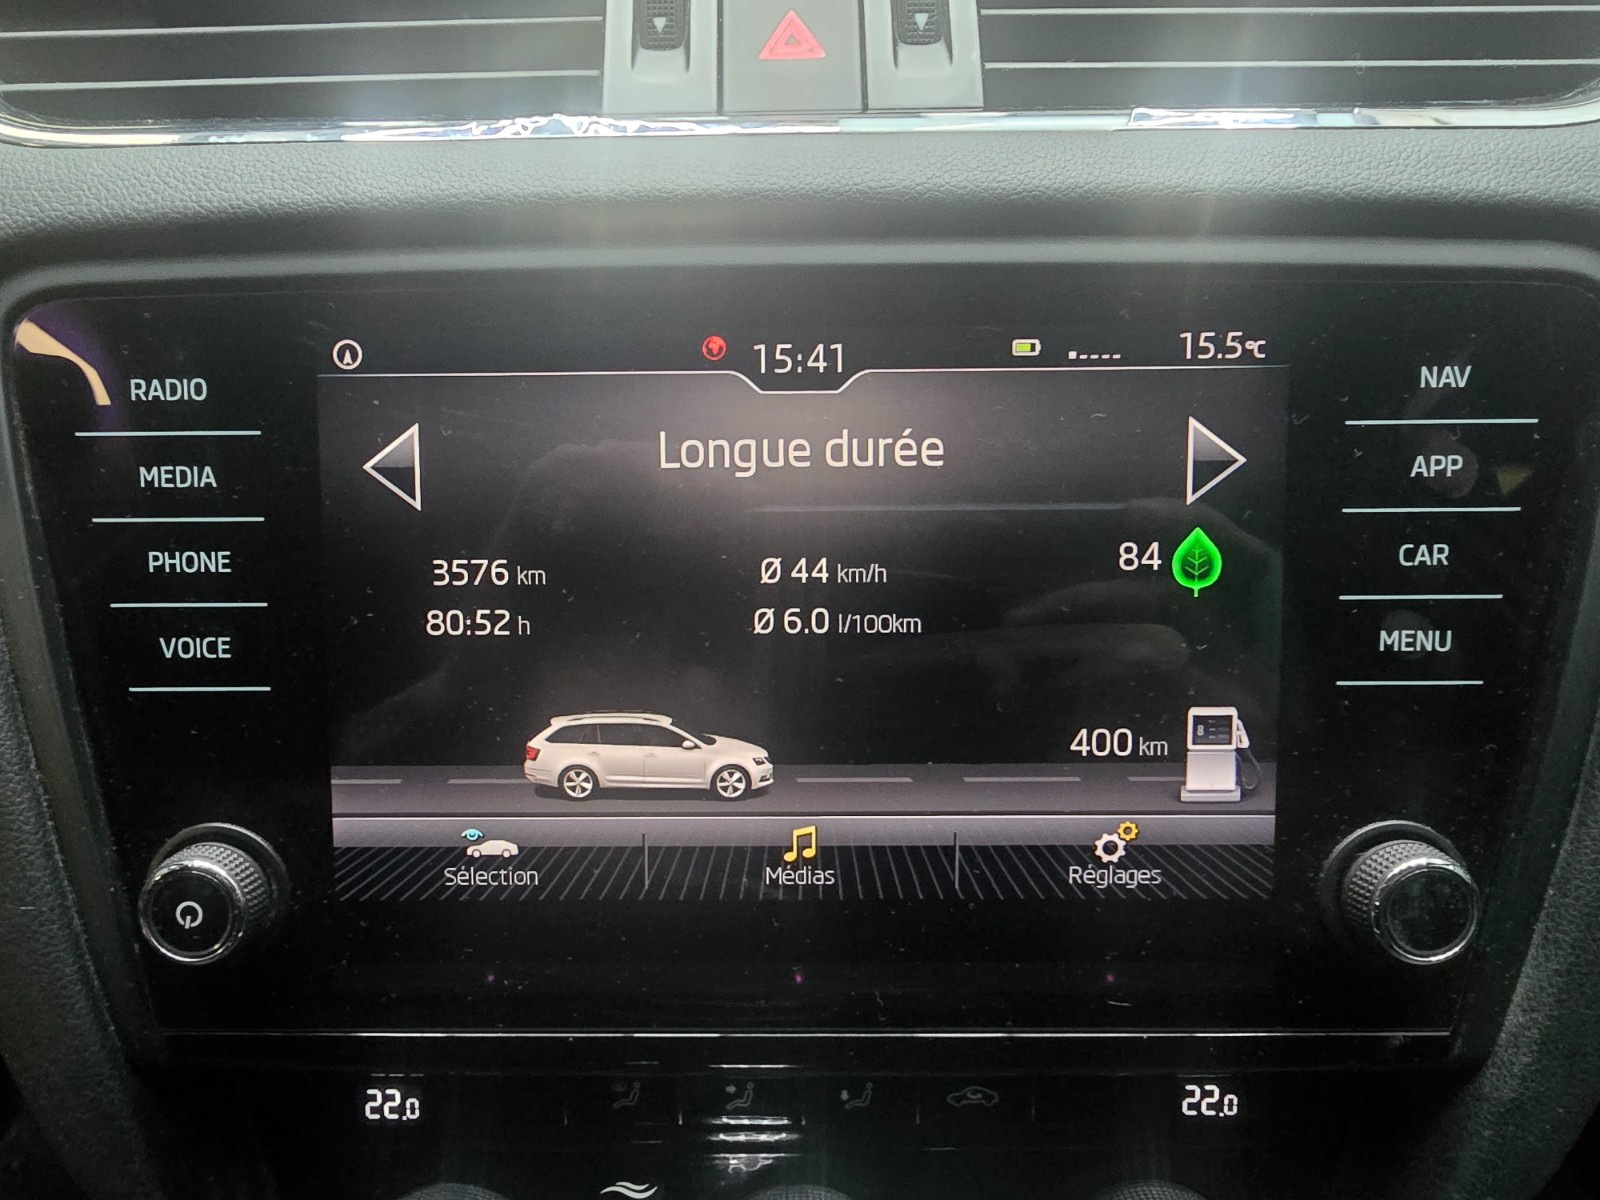 15:41
15.5°C
RADIO
MEDIA
PHONE
VOICE
Longue durée
3576 km
80:52 h
Ø 44 km/h
Ø 6.0 l/100km
84
400 km
Sélection
Médias
Réglages
NAV
APP
CAR
MENU
22.0
22.0